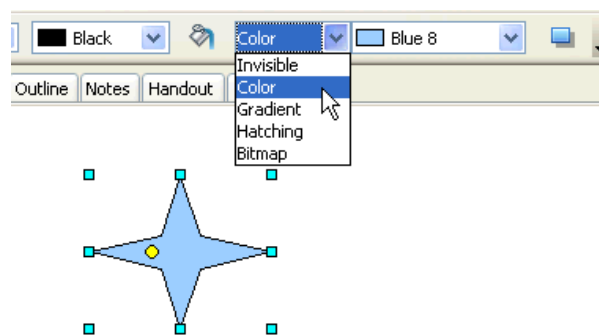 Black Color Blue 8
Invisible
Outline Notes Handout Color
Gradient
Hatching
Bitmap